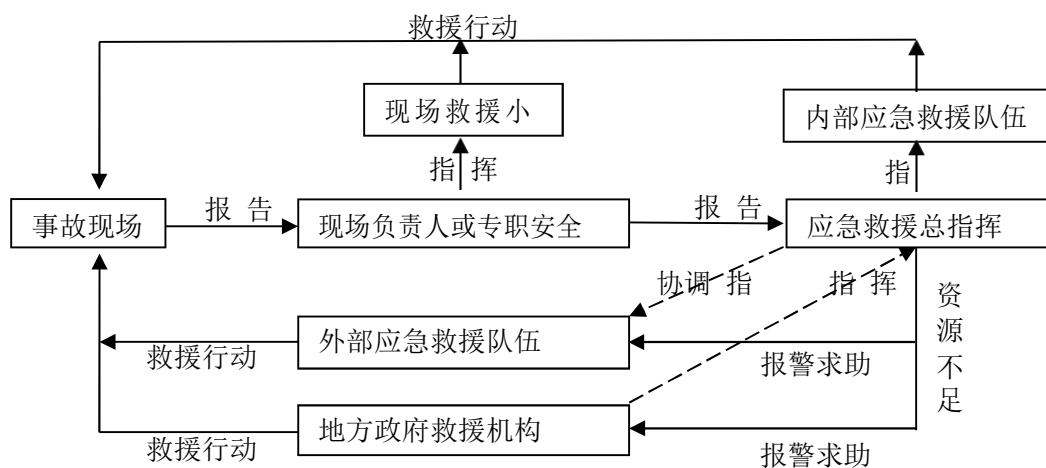 救援行动
现场救援小
内部应急救援队伍
指 挥
指
报 告
报 告
事故现场
现场负责人或专职安全
应急救援总指挥
协调 指
指 挥
资源不足
外部应急救援队伍
救援行动
报警求助
地方政府救援机构
救援行动
报警求助